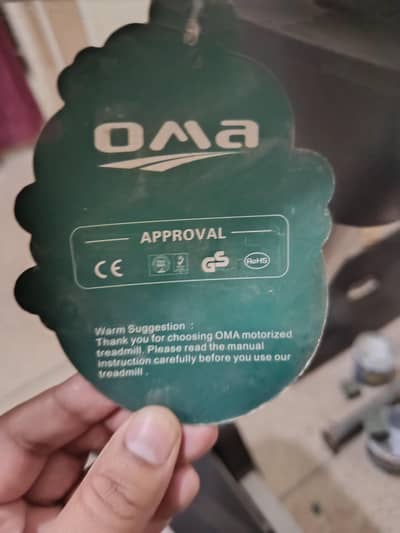 OMA
APPROVAL
CE GS RoHS
Warm Suggestion :
Thank you for choosing OMA motorized
treadmill. Please read the manual
instruction carefully before you use our
treadmill .